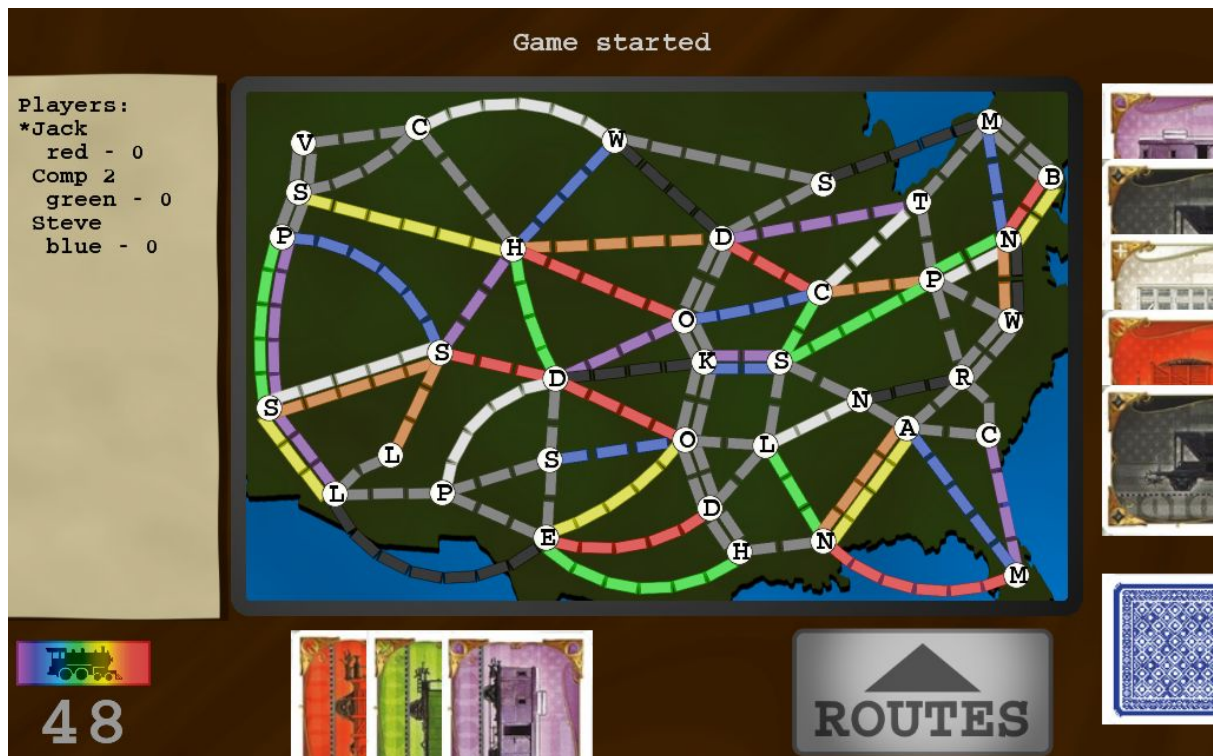 Game started
Players:
*Jack
red - 0
Comp 2
green - 0
Steve
blue - 0
V
C
W
M
S
B
S
T
P
H
D
N
P
C
O
W
S
K
S
D
R
S
N
A
C
L
S
O
L
L
P
D
E
H
N
M
48
ROUTES